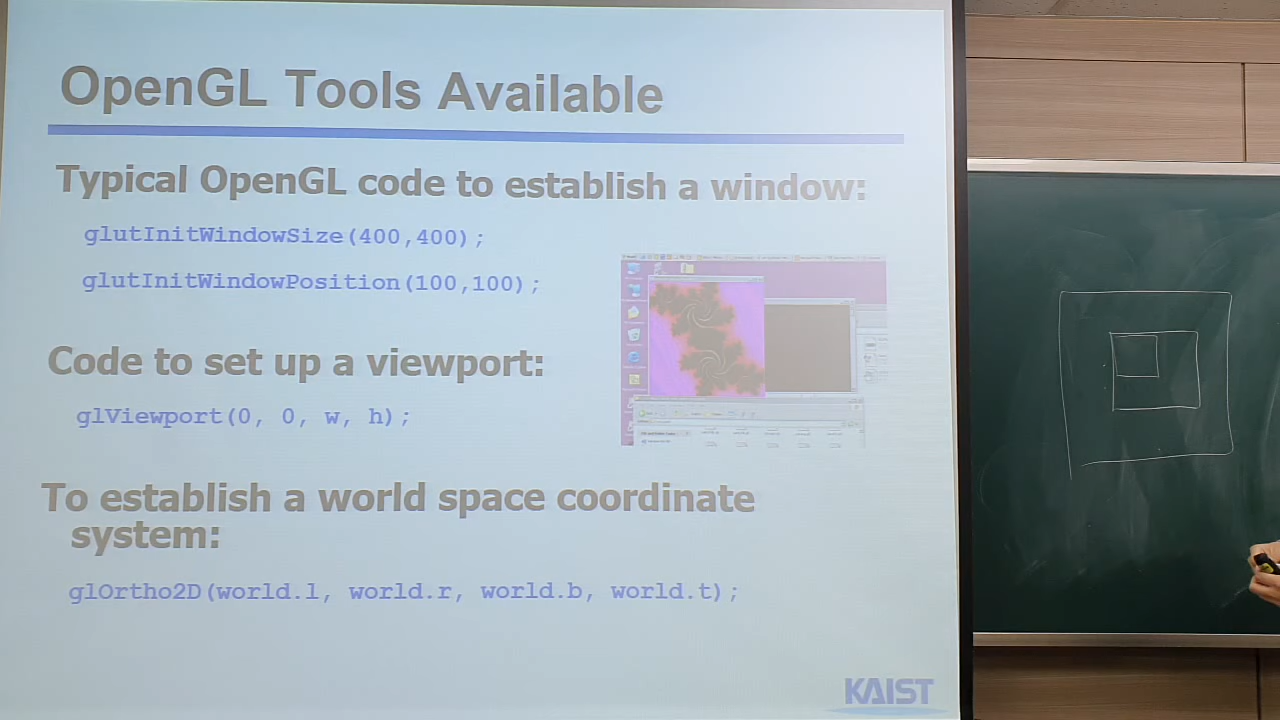 OpenGL Tools Available
Typical OpenGL code to establish a window:
glutInitWindowSize(400,400);
glutInitWindowPosition(100,100);
Code to set up a viewport:
glViewport(0, 0, w, h);
To establish a world space coordinate
system:
glOrtho2D(world.l, world.r, world.b, world.t);
KAIST